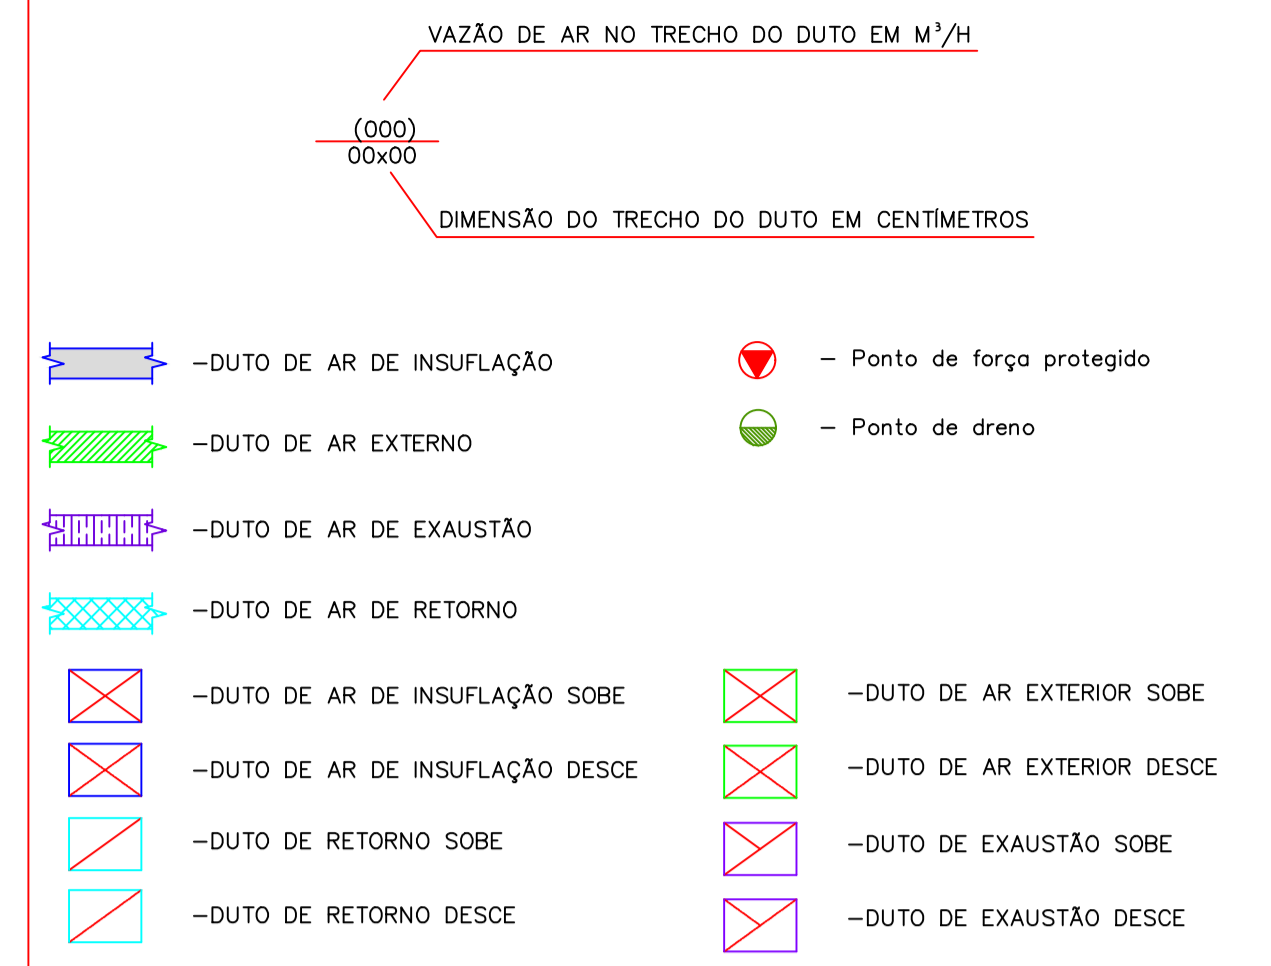 VAZÃO DE AR NO TRECHO DO DUTO EM M³/H
(000)
00x00
DIMENSÃO DO TRECHO DO DUTO EM CENTÍMETROS
-DUTO DE AR DE INSUFLAÇÃO
- Ponto de força protegido
-DUTO DE AR EXTERNO
- Ponto de dreno
-DUTO DE AR DE EXAUSTÃO
-DUTO DE AR DE RETORNO
-DUTO DE AR DE INSUFLAÇÃO SOBE
-DUTO DE AR EXTERIOR SOBE
-DUTO DE AR DE INSUFLAÇÃO DESCE
-DUTO DE AR EXTERIOR DESCE
-DUTO DE RETORNO SOBE
-DUTO DE EXAUSTÃO SOBE
-DUTO DE RETORNO DESCE
-DUTO DE EXAUSTÃO DESCE